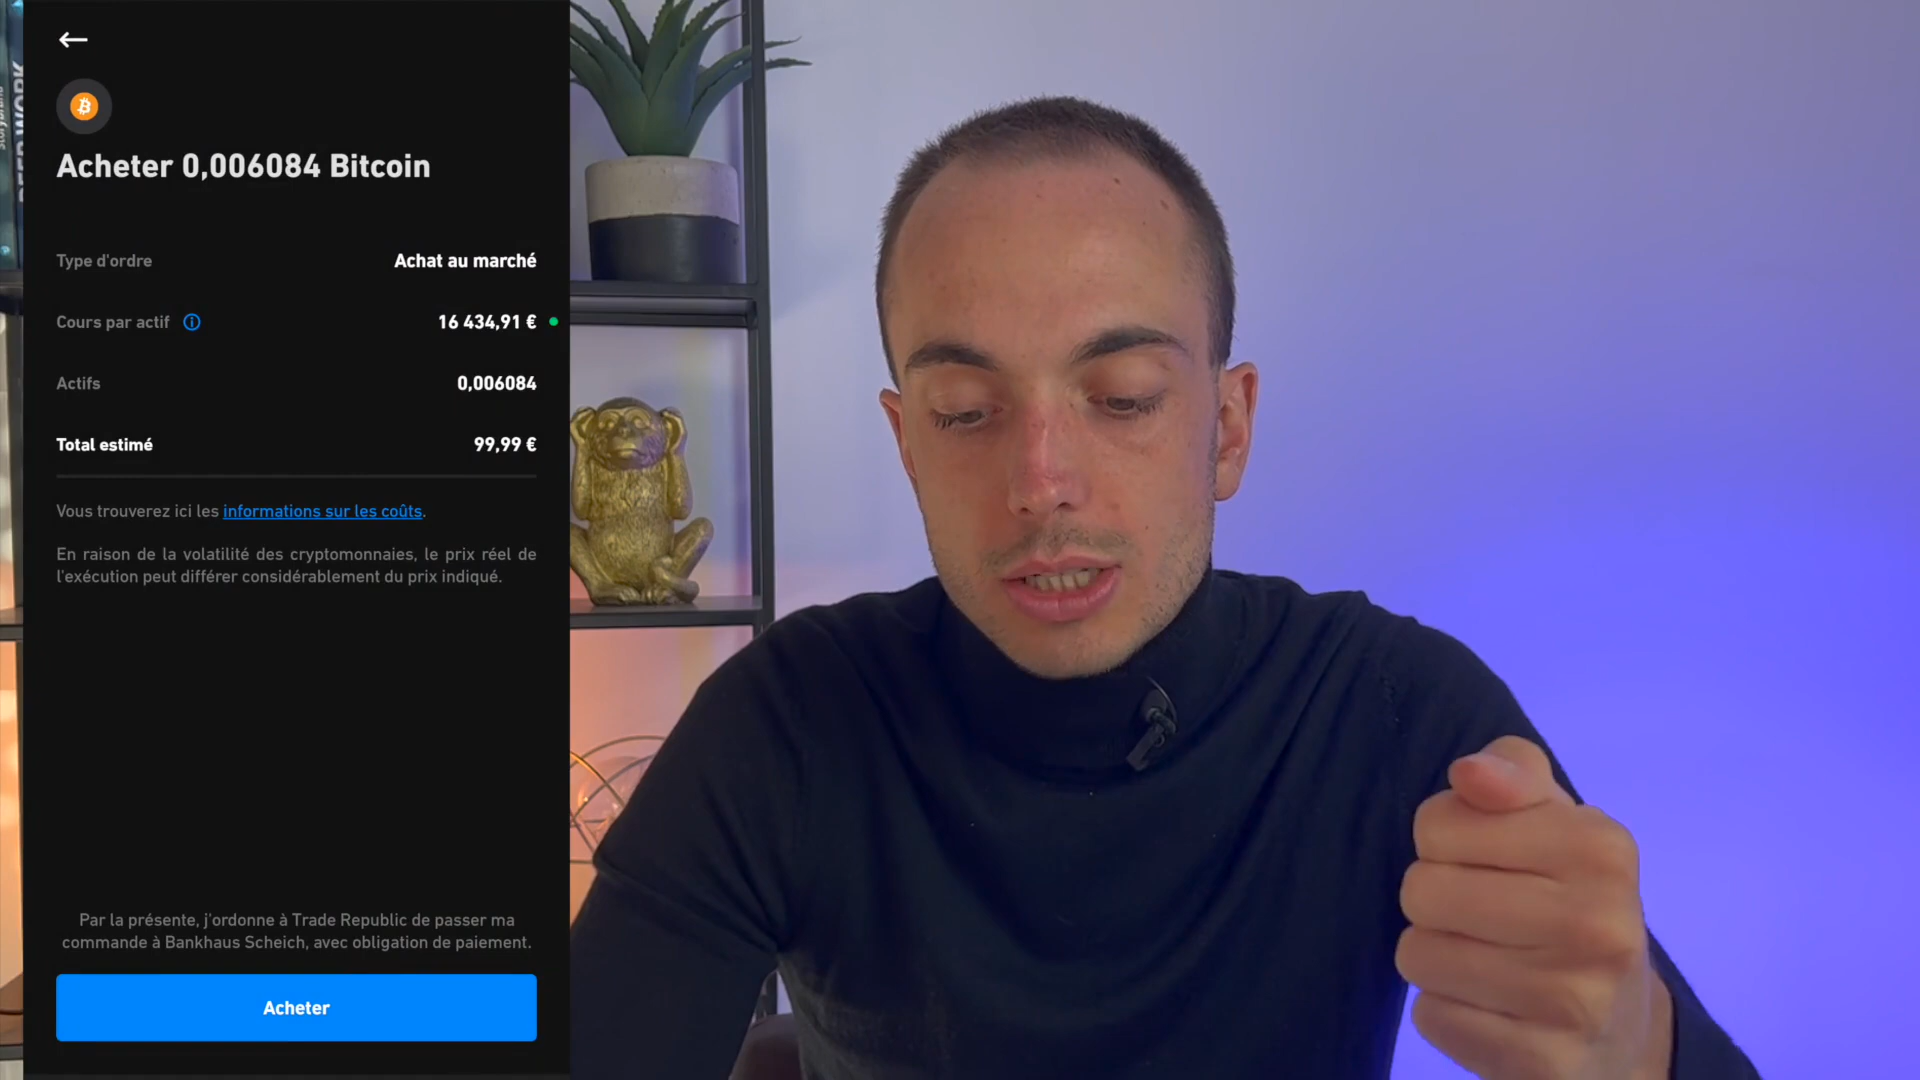 DEEP WORK
Acheter 0,006084 Bitcoin
Type d'ordre Achat au marché
Cours par actif 16 434,91 €
Actifs 0,006084
Total estimé 99,99 €
Vous trouverez ici les informations sur les coûts.
En raison de la volatilité des cryptomonnaies, le prix réel de
l'exécution peut différer considérablement du prix indiqué.
Par la présente, j'ordonne à Trade Republic de passer ma
commande à Bankhaus Scheich, avec obligation de paiement.
Acheter